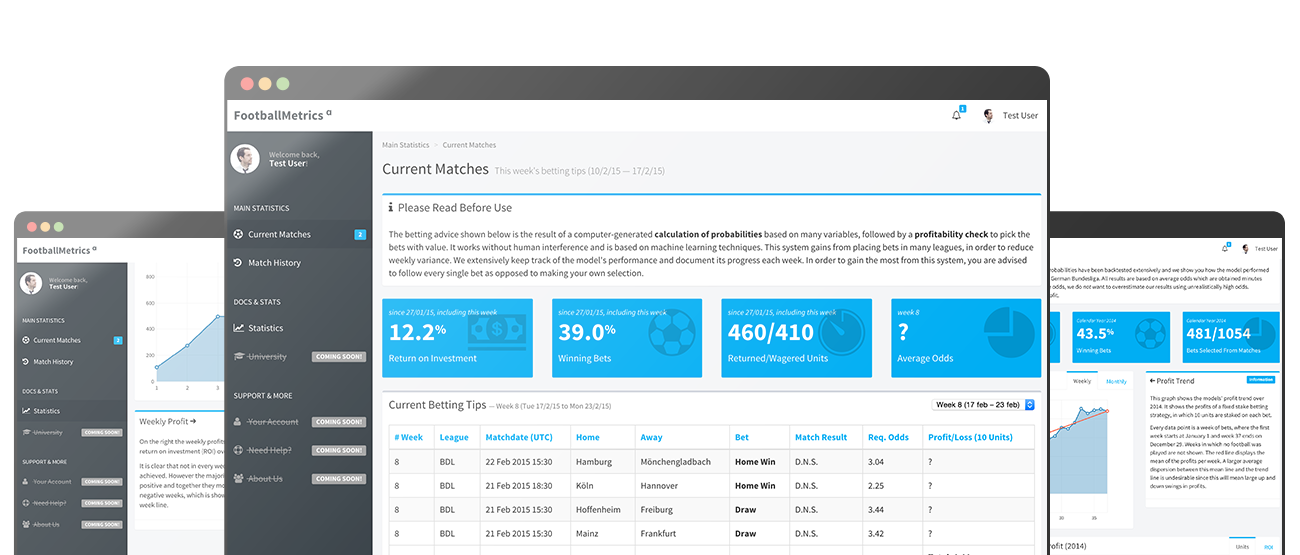 FootballMetrics α
1
Test User
Welcome back,
Test User!
MAIN STATISTICS
Current Matches 2
Match History
DOCS & STATS
Statistics
University COMING SOON!
SUPPORT & MORE
Your Account COMING SOON!
Need Help? COMING SOON!
About Us COMING SOON!
Main Statistics > Current Matches
Current Matches This week's betting tips (10/2/15 — 17/2/15)
Please Read Before Use
The betting advice shown below is the result of a computer-generated calculation of probabilities based on many variables, followed by a profitability check to pick the
bets with value. It works without human interference and is based on machine learning techniques. This system gains from placing bets in many leagues, in order to reduce
weekly variance. We extensively keep track of the model's performance and document its progress each week. In order to gain the most from this system, you are advised
to follow every single bet as opposed to making your own selection.
since 27/01/15, including this week
12.2%
Return on Investment
since 27/01/15, including this week
39.0%
Winning Bets
since 27/01/15, including this week
460/410
Returned/Wagered Units
week 8
?
Average Odds
Current Betting Tips — Week 8 (Tue 17/2/15 to Mon 23/2/15)
Week 8 (17 feb – 23 feb)
# Week League Matchdate (UTC) Home Away Bet Match Result Req. Odds Profit/Loss (10 Units)
8 BDL 22 Feb 2015 15:30 Hamburg Mönchengladbach Home Win D.N.S. 3.04 ?
8 BDL 21 Feb 2015 18:30 Köln Hannover Home Win D.N.S. 2.25 ?
8 BDL 21 Feb 2015 15:30 Hoffenheim Freiburg Draw D.N.S. 3.44 ?
8 BDL 21 Feb 2015 15:30 Mainz Frankfurt Draw D.N.S. 3.42 ?
FootballMetrics α
Welcome back,
Test User!
MAIN STATISTICS
Current Matches 2
Match History
DOCS & STATS
Statistics
University COMING SOON!
SUPPORT & MORE
Your Account COMING SOON!
Need Help? COMING SOON!
About Us COMING SOON!
800
600
400
200
0
1 2 3
Weekly Profit
On the right the weekly profits
return on investment (ROI) ov
It is clear that not in every wee
achieved. However the majori
positive and together they mo
negative weeks, which is show
week line.
Test User
robabilities have been backtested extensively and we show you how the model performed
German Bundesliga. All results are based on average odds which are obtained minutes
odds, we do not want to overestimate our results using unrealistically high odds.
ofit.
Calendar Year 2014
43.5%
Winning Bets
Calendar Year 2014
481/1054
Bets Selected From Matches
Weekly Monthly
20 25
Profit Trend Information
This graph shows the models' profit trend over
2014. It shows the profits of a fixed stake betting
strategy, in which 10 units are staked on each bet.
Every data point is a week of bets, where the first
week starts at January 1 and week 37 ends on
December 29. Weeks in which no football was
played are not shown. The red line displays the
mean of the profits per week. A large average
dispersion between this mean line and the trend
line is undesirable since this will mean large up and
down swings in profits.
ofit (2014)
Units ROI